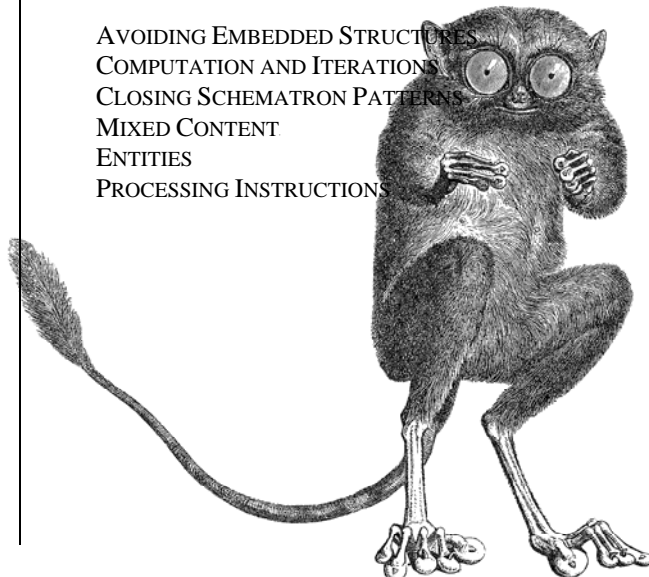 AVOIDING EMBEDDED STRUCTURES
COMPUTATION AND ITERATIONS
CLOSING SCHEMATRON PATTERNS
MIXED CONTENT
ENTITIES
PROCESSING INSTRUCTIONS